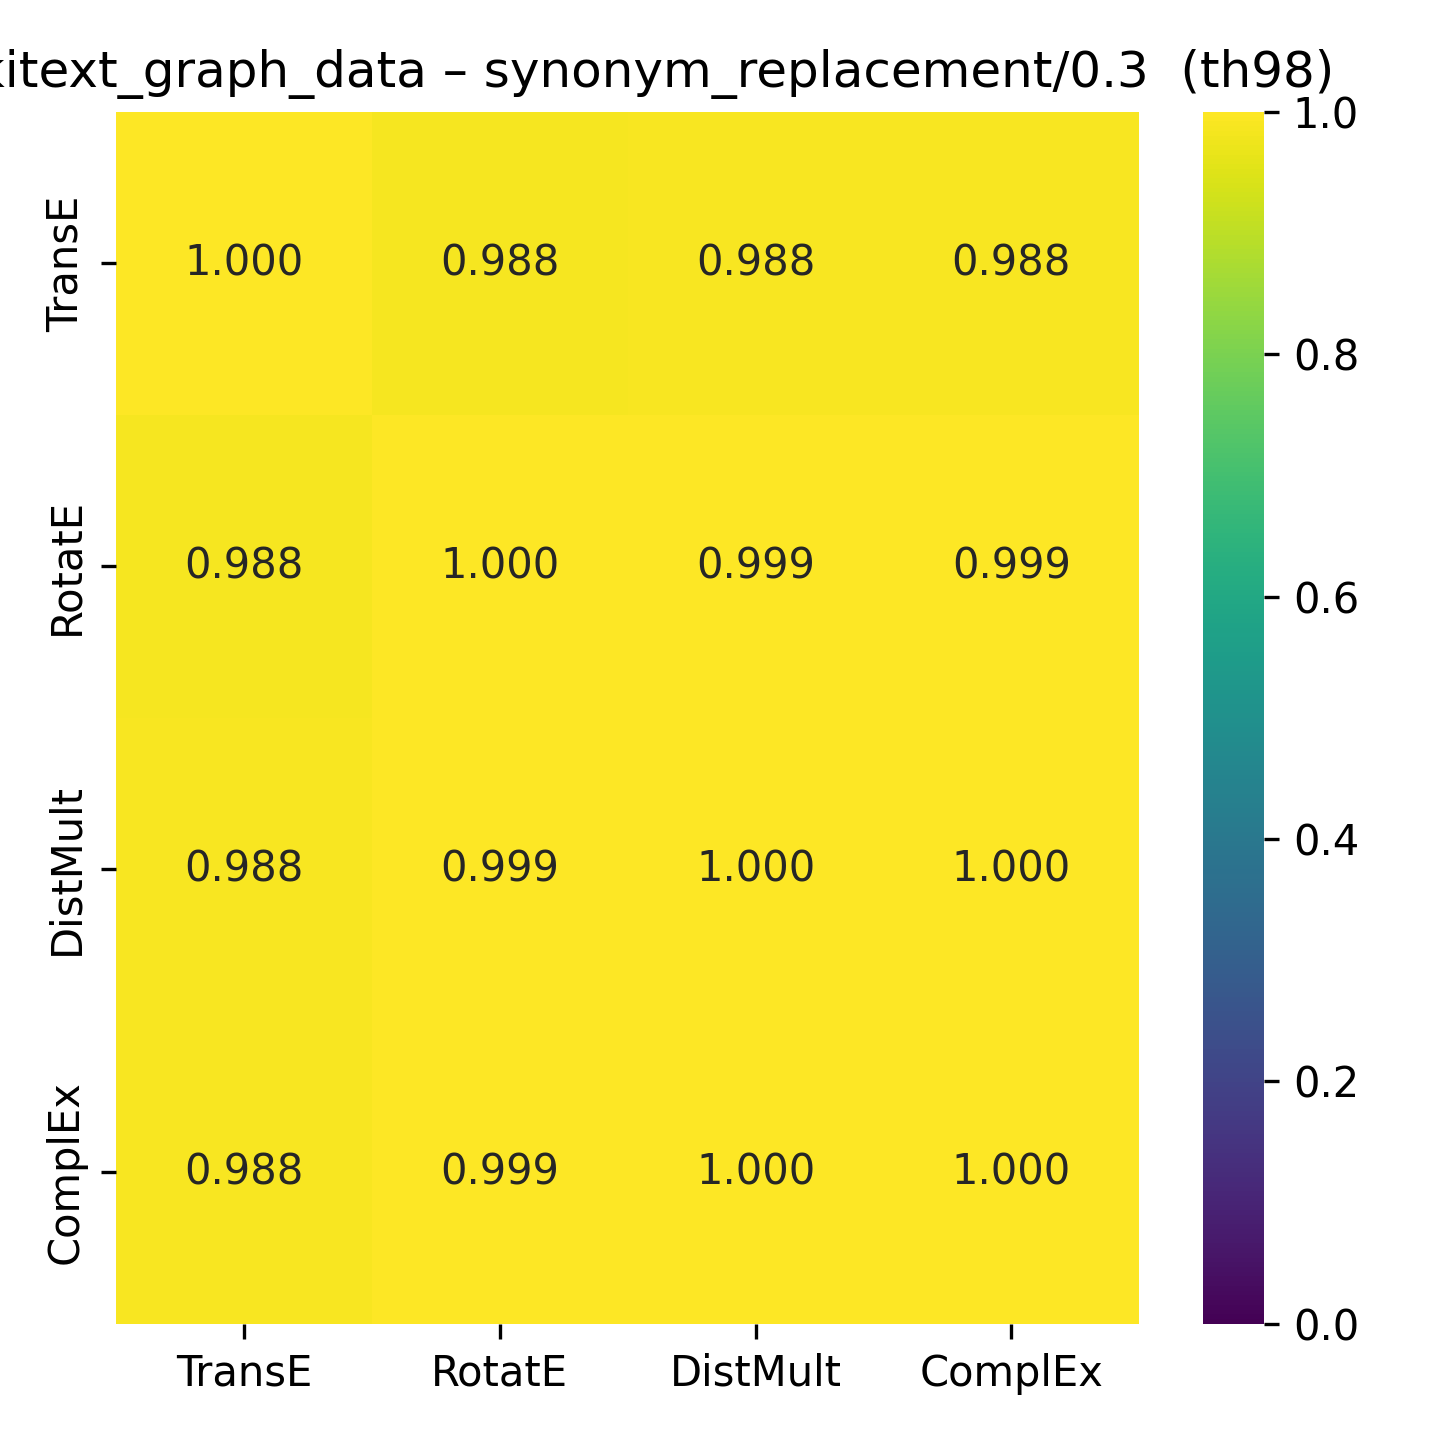 kitext_graph_data – synonym_replacement/0.3 (th98)
TransE 1.000 0.988 0.988 0.988
RotatE 0.988 1.000 0.999 0.999
DistMult 0.988 0.999 1.000 1.000
ComplEx 0.988 0.999 1.000 1.000
TransE RotatE DistMult ComplEx
1.0
0.8
0.6
0.4
0.2
0.0